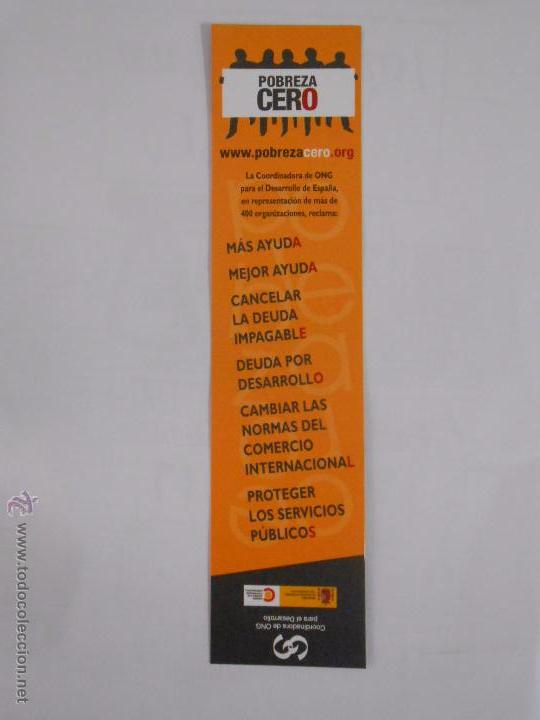 POBREZA
CERO
www.pobrezacero.org
La Coordinadora de ONG
para el Desarrollo de España,
en representación de más de
400 organizaciones, reclama:
MÁS AYUDA
MEJOR AYUDA
CANCELAR
LA DEUDA
IMPAGABLE
DEUDA POR
DESARROLLO
CAMBIAR LAS
NORMAS DEL
COMERCIO
INTERNACIONAL
PROTEGER
LOS SERVICIOS
PÚBLICOS
Coordinadora de ONG
para el Desarrollo
www.todocoleccion.net